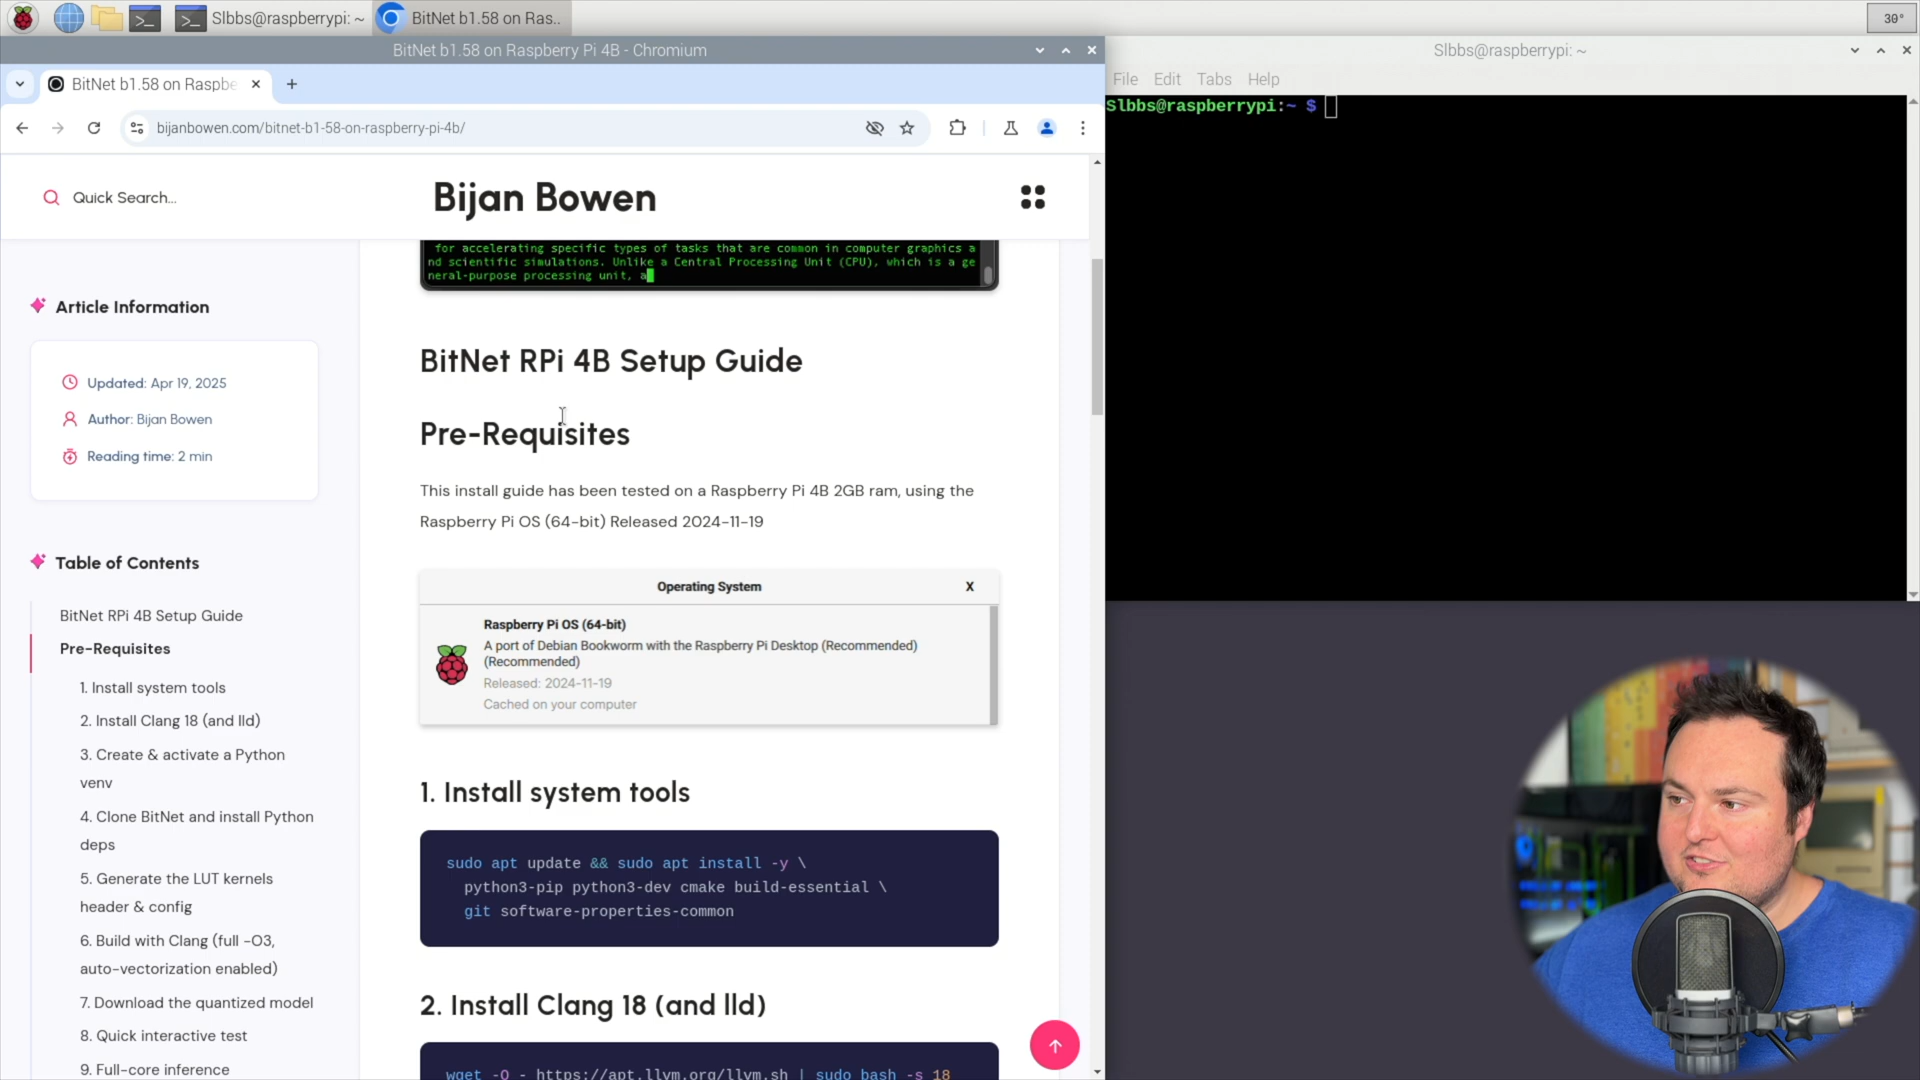 Slbbs@raspberrypi: ~
BitNet b1.58 on Ras..
30°
BitNet b1.58 on Raspberry Pi 4B - Chromium
BitNet b1.58 on Raspbe
bijanbowen.com/bitnet-b1-58-on-raspberry-pi-4b/
Quick Search...
Bijan Bowen
Article Information
Updated: Apr 19, 2025
Author: Bijan Bowen
Reading time: 2 min
Table of Contents
BitNet RPi 4B Setup Guide
Pre-Requisites
1. Install system tools
2. Install Clang 18 (and lld)
3. Create & activate a Python
venv
4. Clone BitNet and install Python
deps
5. Generate the LUT kernels
header & config
6. Build with Clang (full -O3,
auto-vectorization enabled)
7. Download the quantized model
8. Quick interactive test
9. Full-core inference
for accelerating specific types of tasks that are common in computer graphics a
nd scientific simulations. Unlike a Central Processing Unit (CPU), which is a ge
neral-purpose processing unit, a
BitNet RPi 4B Setup Guide
Pre-Requisites
This install guide has been tested on a Raspberry Pi 4B 2GB ram, using the
Raspberry Pi OS (64-bit) Released 2024-11-19
Operating System
X
Raspberry Pi OS (64-bit)
A port of Debian Bookworm with the Raspberry Pi Desktop (Recommended)
(Recommended)
Released: 2024-11-19
Cached on your computer
1. Install system tools
sudo apt update && sudo apt install -y \
python3-pip python3-dev cmake build-essential \
git software-properties-common
2. Install Clang 18 (and lld)
wget -O - https://apt.llvm.org/llvm.sh | sudo bash -s 18
Slbbs@raspberrypi: ~
File Edit Tabs Help
Slbbs@raspberrypi:~ $